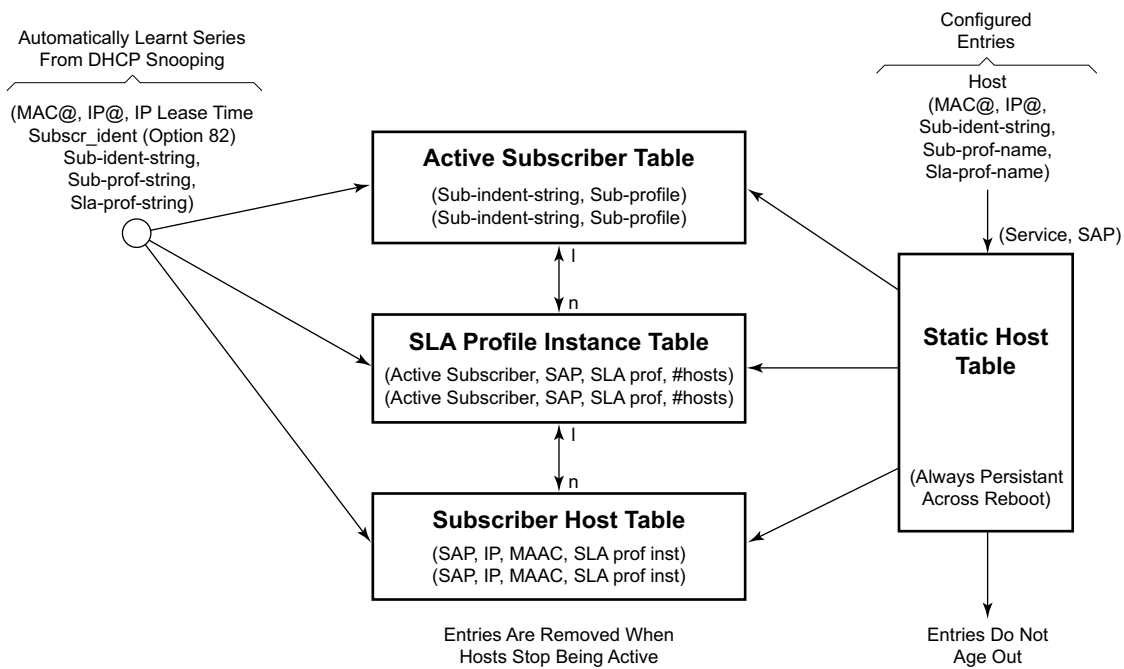 Automatically Learnt Series
From DHCP Snooping
(MAC@, IP@, IP Lease Time
Subscr_ident (Option 82)
Sub-ident-string,
Sub-prof-string,
Sla-prof-string)
Configured
Entries
Host
(MAC@, IP@,
Sub-ident-string,
Sub-prof-name,
Sla-prof-name)
(Service, SAP)
Active Subscriber Table
(Sub-indent-string, Sub-profile)
(Sub-indent-string, Sub-profile)
l
n
SLA Profile Instance Table
(Active Subscriber, SAP, SLA prof, #hosts)
(Active Subscriber, SAP, SLA prof, #hosts)
l
n
Subscriber Host Table
(SAP, IP, MAAC, SLA prof inst)
(SAP, IP, MAAC, SLA prof inst)
Static Host
Table
(Always Persistant
Across Reboot)
Entries Are Removed When
Hosts Stop Being Active
Entries Do Not
Age Out